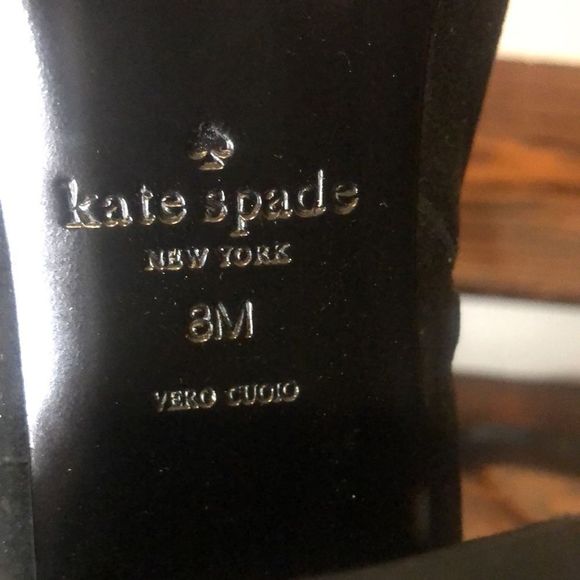 kate spade
NEW YORK
8M
VERO CUOIO